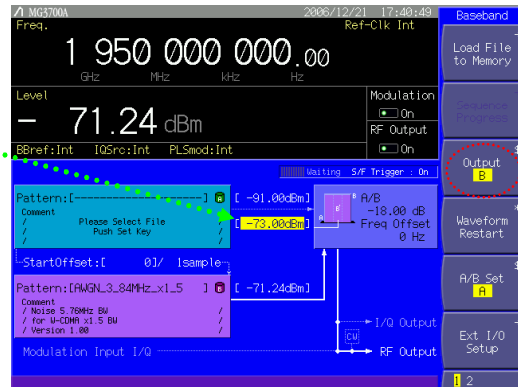 MG3700A 2006/12/21 17:40:49
Freq. Ref-Clk Int
1 950 000 000.00
GHz MHz kHz Hz
Level
- 71.24 dBm
Modulation
On
RF Output
On
BBref:Int IQSrc:Int PLSmod:Int
Waiting S/F Trigger : On
Pattern:[--------------------] A [ -91.00dBm]
Comment
/ Please Select File /
/ Push Set Key /
/ /
[ -73.00dBm]
A/B
-18.00 dB
Freq Offset
0 Hz
B
A
StartOffset:[ 0]/ 1sample
Pattern:[AWGN_3_84MHz_x1_5 ] B [ -71.24dBm]
Comment
/ Noise 5.76MHz BW /
/ for W-CDMA x1.5 BW /
/ Version 1.00 /
I/Q Output
CW
Modulation Input I/Q RF Output
Baseband
Load File
to Memory
Sequence
Progress
Output
B
Waveform
Restart
A/B Set
A
Ext I/O
Setup
1 2